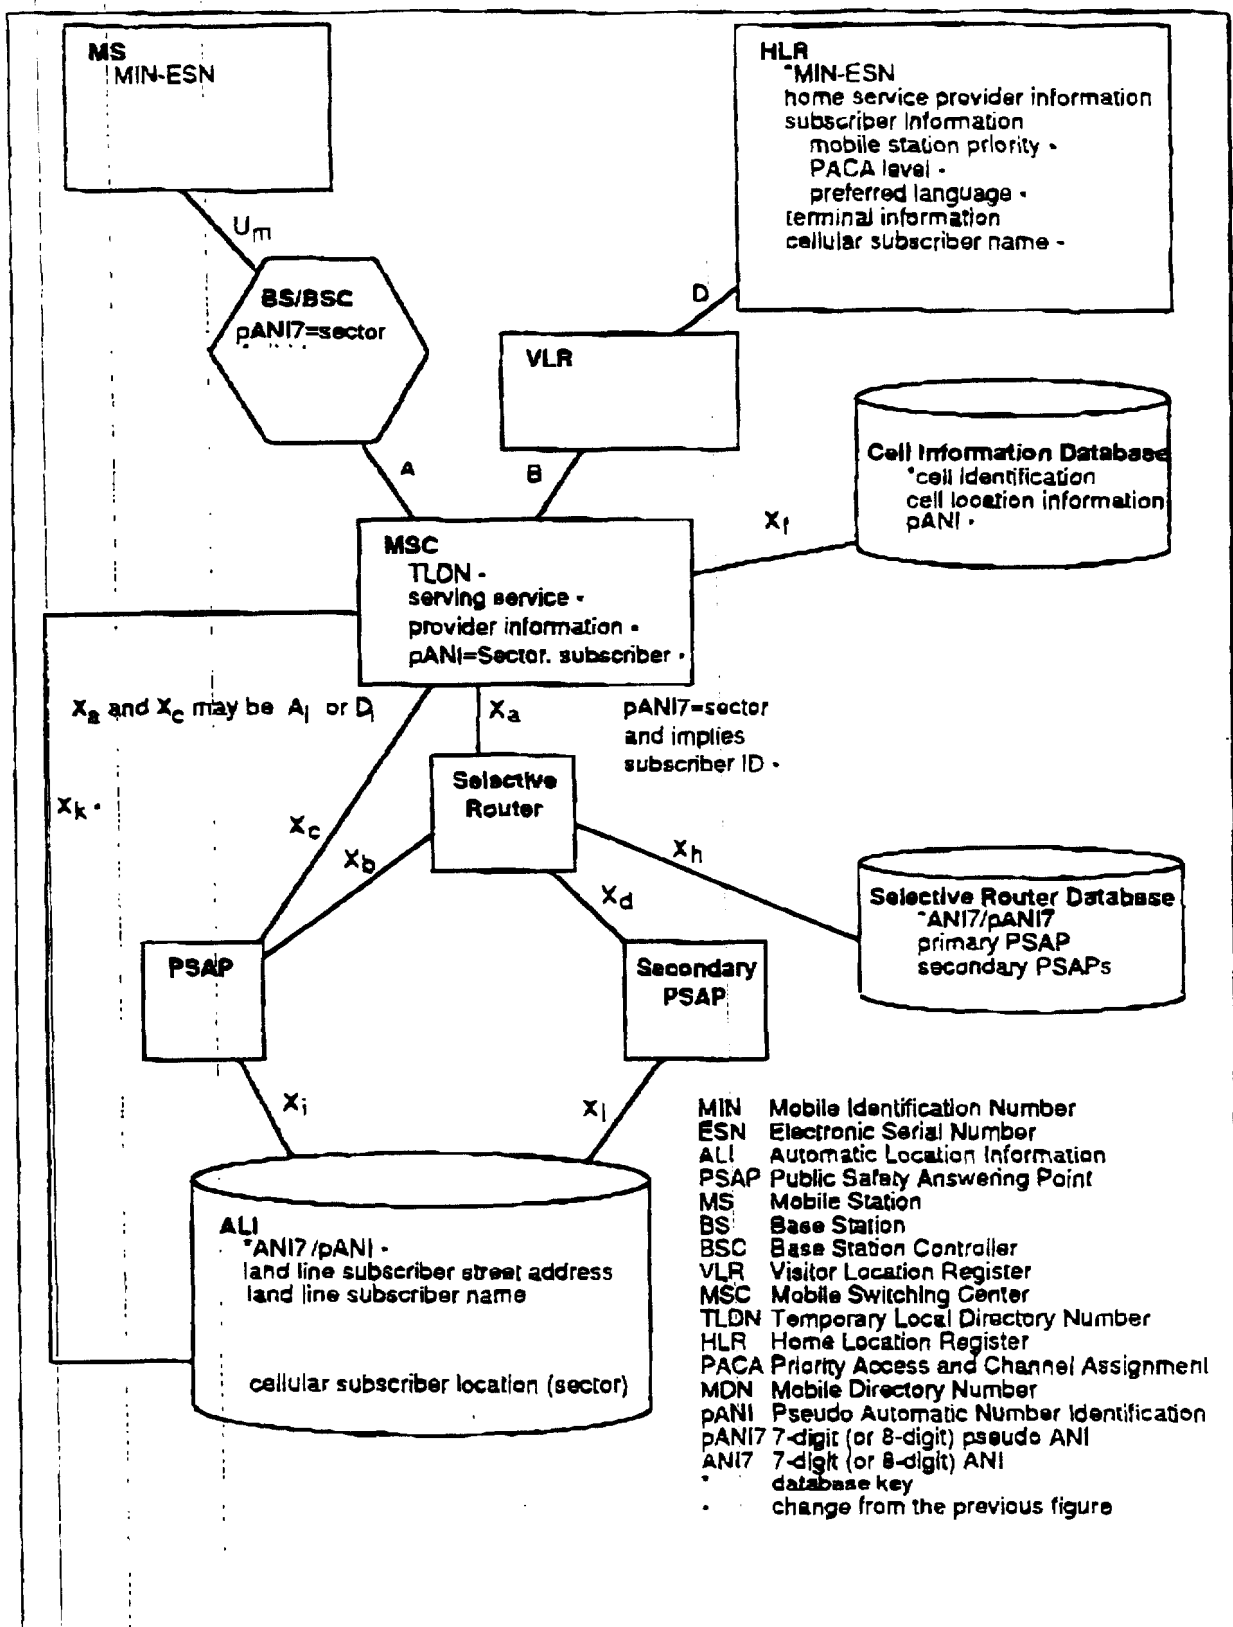 MS
MIN-ESN
HLR
*MIN-ESN
home service provider information
subscriber Information
mobile station priority •
PACA level •
preferred language •
terminal information
cellular subscriber name •
Um
D
BS/BSC
pANI7=sector
VLR
Cell Information Database
*cell identification
cell location information
pANI •
A
B
Xf
MSC
TLDN •
serving service •
provider information •
pANI=Sector. subscriber •
Xa and Xc may be Ai or Di
Xa
pANI7=sector
and implies
subscriber ID •
Selective
Router
Xk •
Xc
Xb
Xh
Xd
Selective Router Database
*ANI7/pANI7
primary PSAP
secondary PSAPs
PSAP
Secondary
PSAP
Xi
Xj
ALI
*ANI7/pANI •
land line subscriber street address
land line subscriber name
cellular subscriber location (sector)
MIN Mobile Identification Number
ESN Electronic Serial Number
ALI Automatic Location Information
PSAP Public Safety Answering Point
MS Mobile Station
BS Base Station
BSC Base Station Controller
VLR Visitor Location Register
MSC Mobile Switching Center
TLDN Temporary Local Directory Number
HLR Home Location Register
PACA Priority Access and Channel Assignment
MDN Mobile Directory Number
pANI Pseudo Automatic Number Identification
pANI7 7-digit (or 8-digit) pseudo ANI
ANI7 7-digit (or 8-digit) ANI
* database key
• change from the previous figure